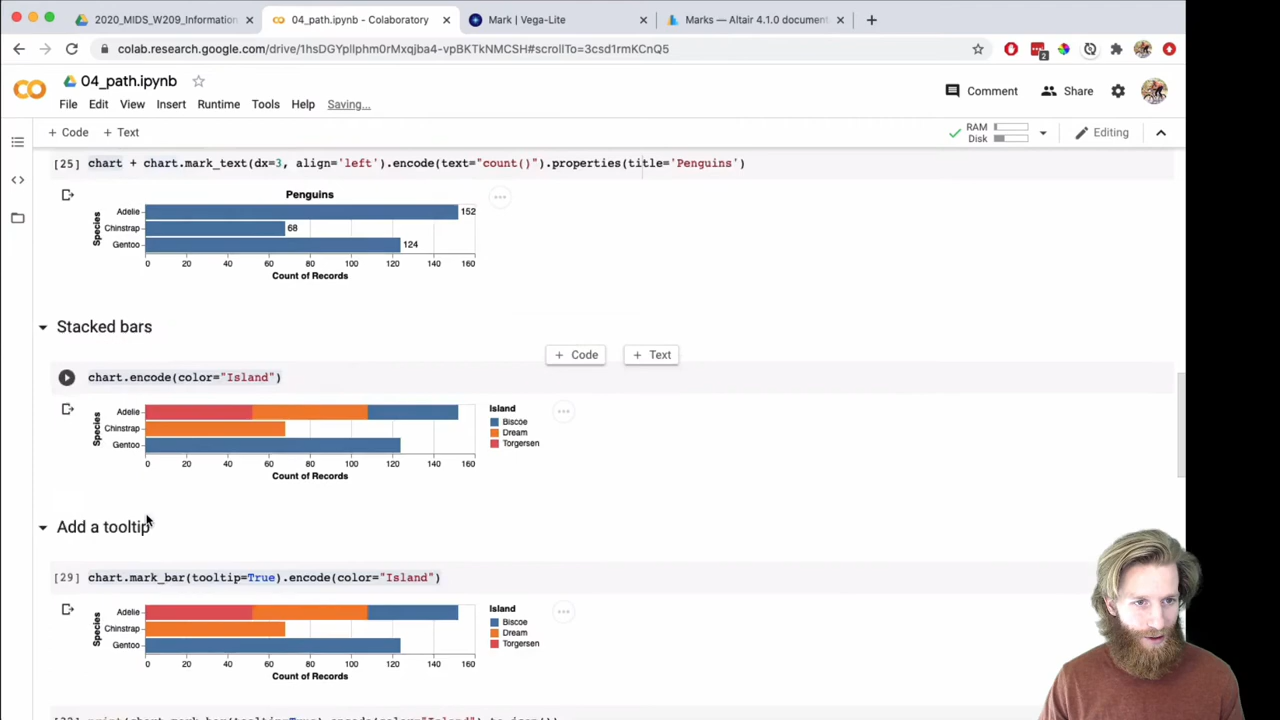 2020_MIDS_W209_Information
04_path.ipynb - Colaboratory
Mark | Vega-Lite
Marks — Altair 4.1.0 document
colab.research.google.com/drive/1hsDGYpIlphm0rMxqjba4-vpBKTkNMCSH#scrollTo=3csd1rmKCnQ5
2
04_path.ipynb
Comment
Share
File Edit View Insert Runtime Tools Help Saving...
+ Code + Text
RAM
Disk
Editing
[25] chart + chart.mark_text(dx=3, align='left').encode(text="count()").properties(title='Penguins')
Penguins
Species
Adelie 152
Chinstrap 68
Gentoo 124
0 20 40 60 80 100 120 140 160
Count of Records
Stacked bars
+ Code + Text
chart.encode(color="Island")
Species
Adelie
Chinstrap
Gentoo
0 20 40 60 80 100 120 140 160
Count of Records
Island
Biscoe
Dream
Torgersen
Add a tooltip
[29] chart.mark_bar(tooltip=True).encode(color="Island")
Species
Adelie
Chinstrap
Gentoo
0 20 40 60 80 100 120 140 160
Count of Records
Island
Biscoe
Dream
Torgersen